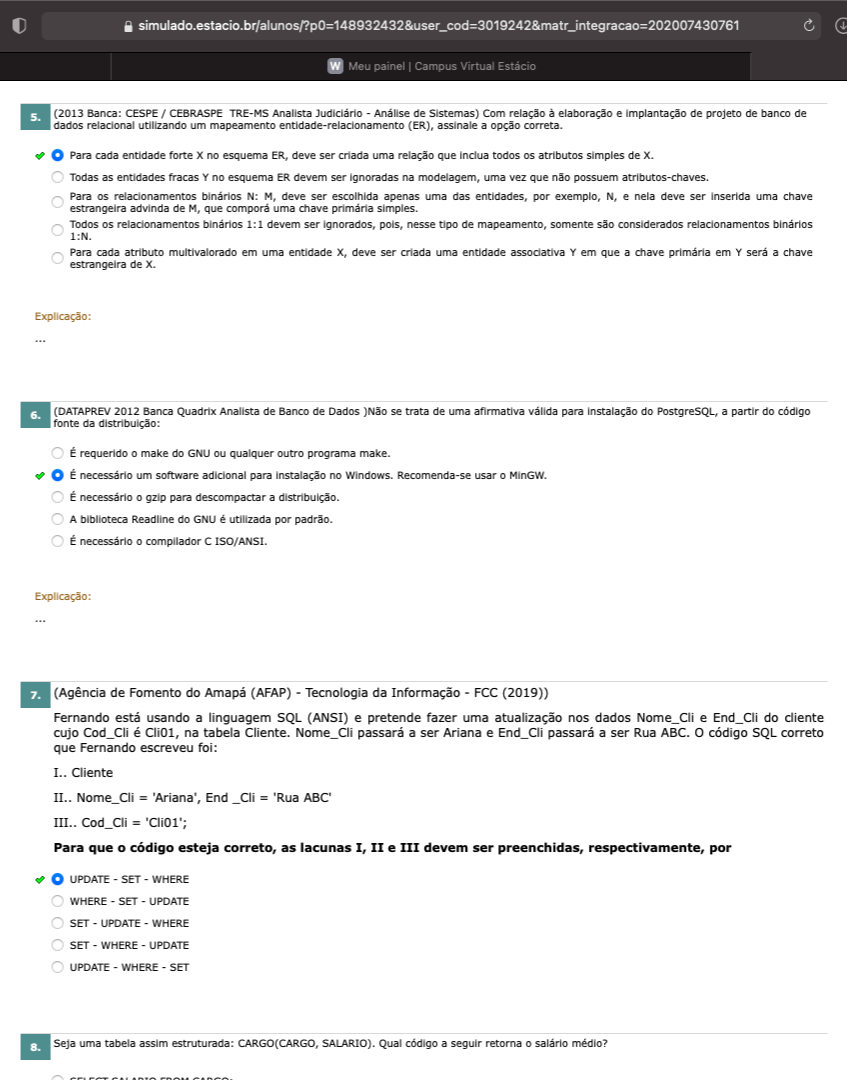 simulado.estacio.br/alunos/?p0=148932432&user_cod=3019242&matr_integracao=202007430761
W Meu painel | Campus Virtual Estácio
5. (2013 Banca: CESPE / CEBRASPE TRE-MS Analista Judiciário - Análise de Sistemas) Com relação à elaboração e implantação de projeto de banco de
dados relacional utilizando um mapeamento entidade-relacionamento (ER), assinale a opção correta.
Para cada entidade forte X no esquema ER, deve ser criada uma relação que inclua todos os atributos simples de X.
Todas as entidades fracas Y no esquema ER devem ser ignoradas na modelagem, uma vez que não possuem atributos-chaves.
Para os relacionamentos binários N: M, deve ser escolhida apenas uma das entidades, por exemplo, N, e nela deve ser inserida uma chave
estrangeira advinda de M, que comporá uma chave primária simples.
Todos os relacionamentos binários 1:1 devem ser ignorados, pois, nesse tipo de mapeamento, somente são considerados relacionamentos binários
1:N.
Para cada atributo multivalorado em uma entidade X, deve ser criada uma entidade associativa Y em que a chave primária em Y será a chave
estrangeira de X.
Explicação:
...
6. (DATAPREV 2012 Banca Quadrix Analista de Banco de Dados )Não se trata de uma afirmativa válida para instalação do PostgreSQL, a partir do código
fonte da distribuição:
É requerido o make do GNU ou qualquer outro programa make.
É necessário um software adicional para instalação no Windows. Recomenda-se usar o MinGW.
É necessário o gzip para descompactar a distribuição.
A biblioteca Readline do GNU é utilizada por padrão.
É necessário o compilador C ISO/ANSI.
Explicação:
...
7. (Agência de Fomento do Amapá (AFAP) - Tecnologia da Informação - FCC (2019))
Fernando está usando a linguagem SQL (ANSI) e pretende fazer uma atualização nos dados Nome_Cli e End_Cli do cliente
cujo Cod_Cli é Cli01, na tabela Cliente. Nome_Cli passará a ser Ariana e End_Cli passará a ser Rua ABC. O código SQL correto
que Fernando escreveu foi:
I.. Cliente
II.. Nome_Cli = 'Ariana', End _Cli = 'Rua ABC'
III.. Cod_Cli = 'Cli01';
Para que o código esteja correto, as lacunas I, II e III devem ser preenchidas, respectivamente, por
UPDATE - SET - WHERE
WHERE - SET - UPDATE
SET - UPDATE - WHERE
SET - WHERE - UPDATE
UPDATE - WHERE - SET
8. Seja uma tabela assim estruturada: CARGO(CARGO, SALARIO). Qual código a seguir retorna o salário médio?
SELECT SALARIO FROM CARGO;